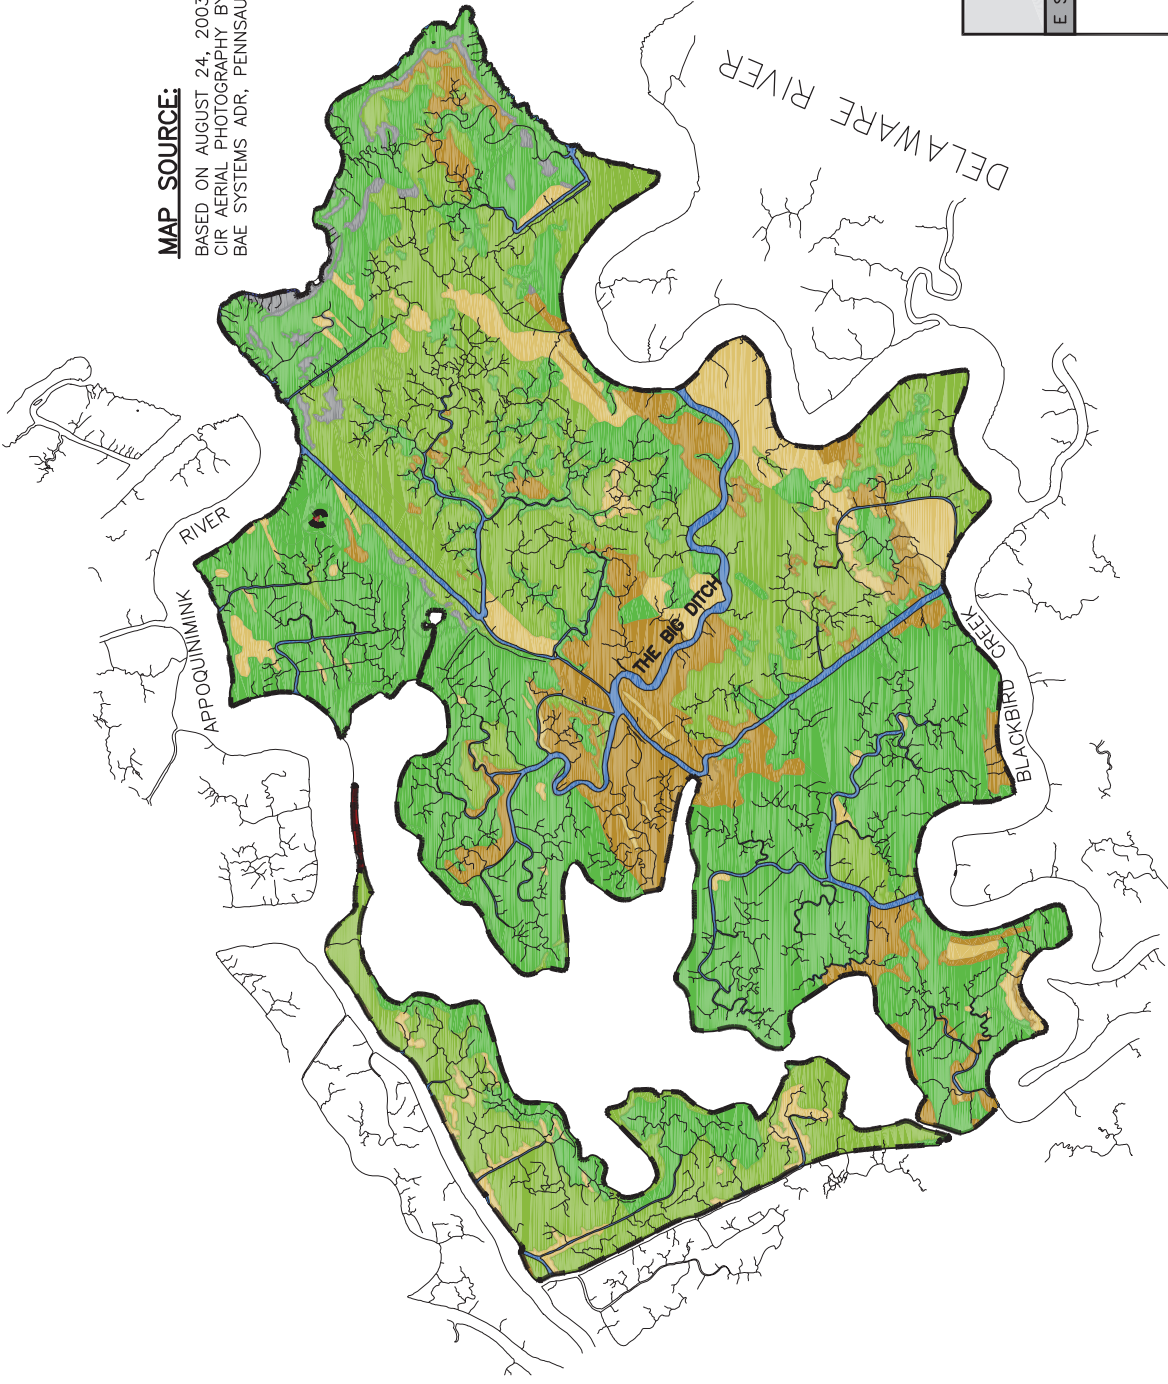 MAP SOURCE:
BASED ON AUGUST 24, 2003
CIR AERIAL PHOTOGRAPHY BY
BAE SYSTEMS ADR, PENNSAU
DELAWARE RIVER
APPOQUINIMINK
RIVER
THE BIG DITCH
BLACKBIRD
CREEK
E S